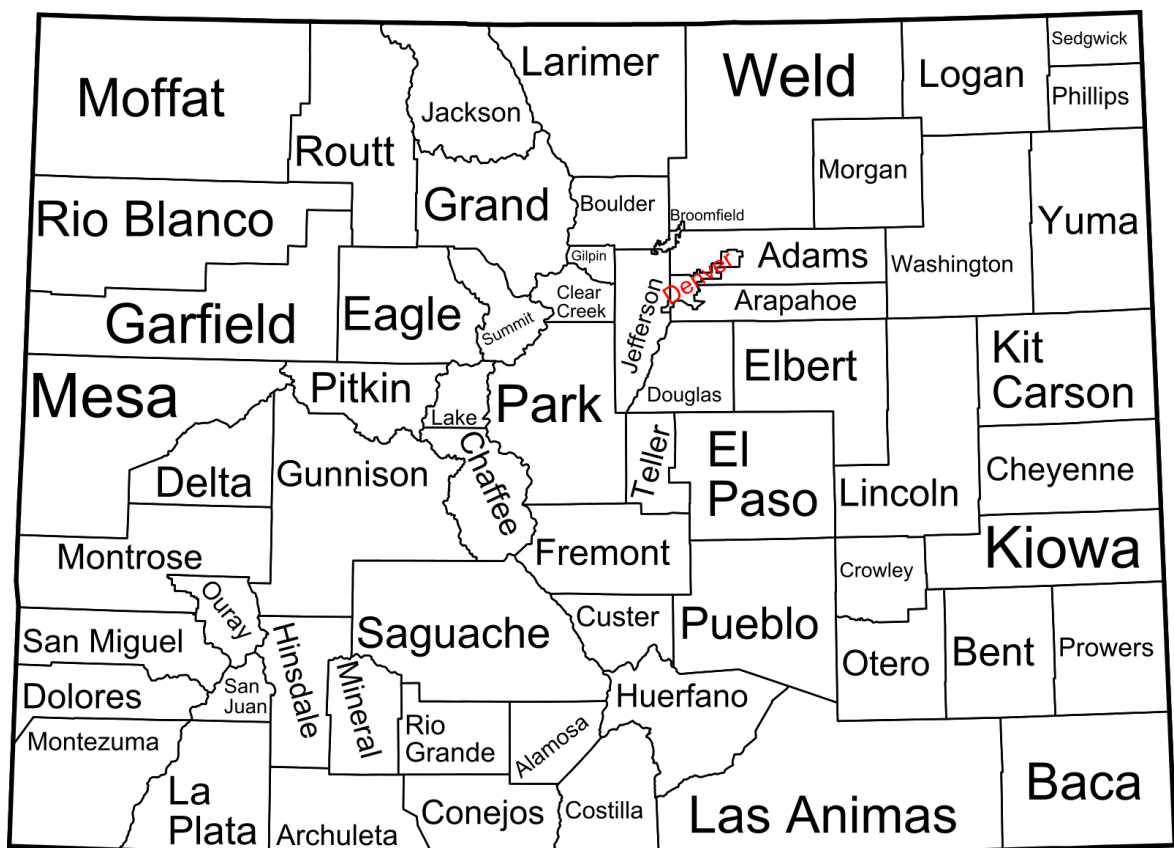 Moffat
Routt
Jackson
Larimer
Weld
Logan
Sedgwick
Phillips
Morgan
Rio Blanco
Grand
Boulder
Broomfield
Yuma
Gilpin
Adams
Washington
Garfield
Eagle
Summit
Clear
Creek
Jefferson
Denver
Arapahoe
Kit
Carson
Mesa
Pitkin
Lake
Park
Douglas
Elbert
Delta
Gunnison
Chaffee
Teller
El
Paso
Lincoln
Cheyenne
Montrose
Fremont
Kiowa
Crowley
Ouray
San Miguel
Hinsdale
Saguache
Custer
Pueblo
Otero
Bent
Prowers
Dolores
San
Juan
Mineral
Huerfano
Montezuma
Rio
Grande
Alamosa
La
Plata
Archuleta
Conejos
Costilla
Las Animas
Baca